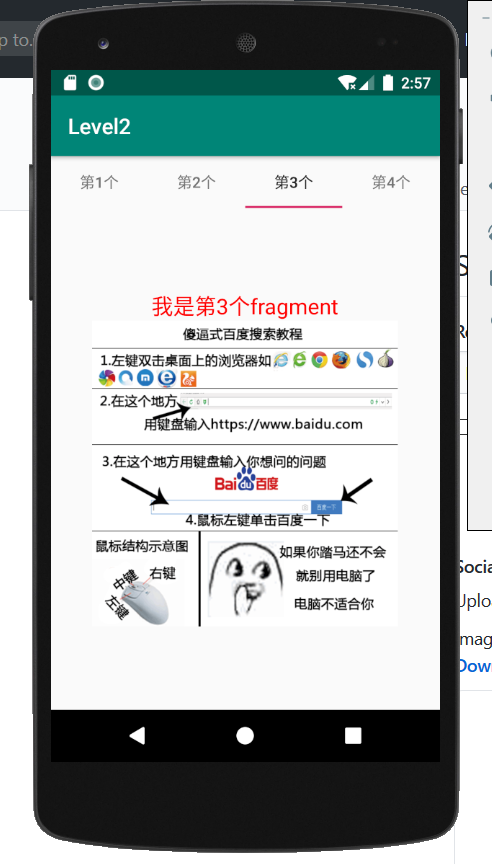 p to.
2:57
Level2
第1个
第2个
第3个
第4个
我是第3个fragment
傻逼式百度搜索教程
1.左键双击桌面上的浏览器如
2.在这个地方
用键盘输入https://www.baidu.com
3.在这个地方用键盘输入你想问的问题
Bai du 百度
百度一下
4.鼠标左键单击百度一下
鼠标结构示意图
中键
右键
左键
如果你踏马还不会
就别用电脑了
电脑不适合你
Socia
Uplo
mag
Dow